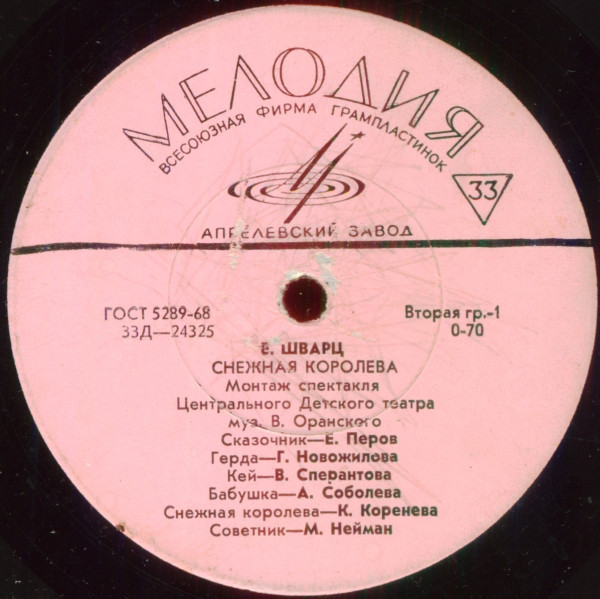 МЕЛОДИЯ
ВСЕСОЮЗНАЯ ФИРМА ГРАМПЛАСТИНОК
33
АПРЕЛЕВСКИЙ ЗАВОД
ГОСТ 5289-68
33Д—24325
Вторая гр.-1
0-70
Е. ШВАРЦ
СНЕЖНАЯ КОРОЛЕВА
Монтаж спектакля
Центрального Детского театра
муз. В. Оранского
Сказочник—Е. Перов
Герда—Г. Новожилова
Кей—В. Сперантова
Бабушка—А. Соболева
Снежная королева—К. Коренева
Советник—М. Нейман